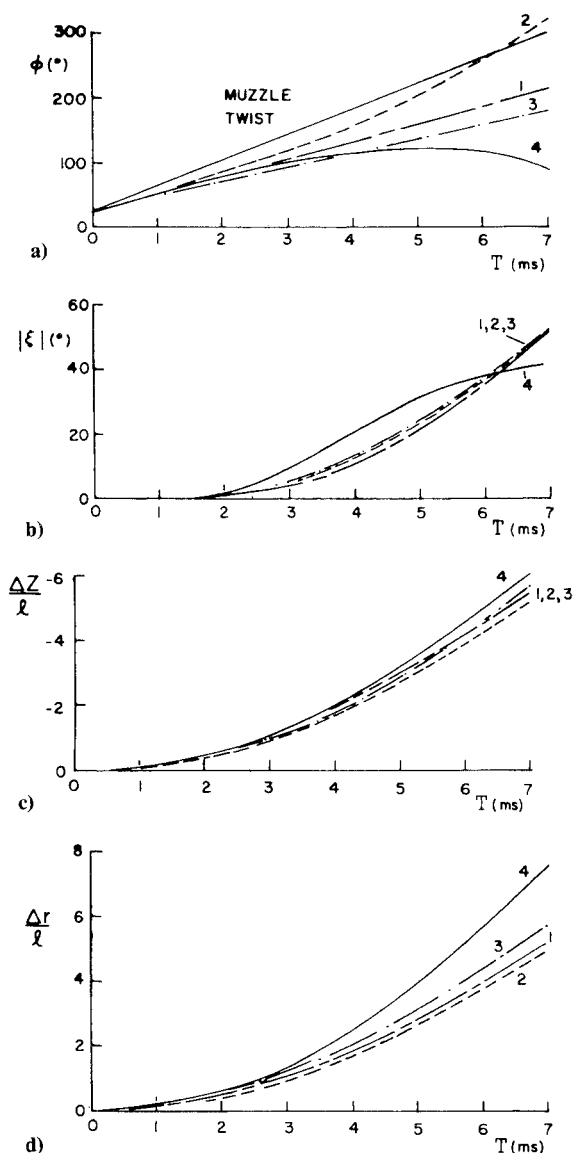 300
ϕ(°)
200
100
0
MUZZLE
TWIST
2
1
3
4
0 1 2 3 4 5 6 7
T (ms)
a)
60
|ξ|(°)
40
20
0
1,2,3
4
0 1 2 3 4 5 6 7
T (ms)
b)
-6
ΔZ
ℓ
-4
-2
0
4
1,2,3
1 2 3 4 5 6 7
T (ms)
c)
8
Δr
ℓ
6
4
2
0
4
3
1
2
0 1 2 3 4 5 6 7
T (ms)
d)